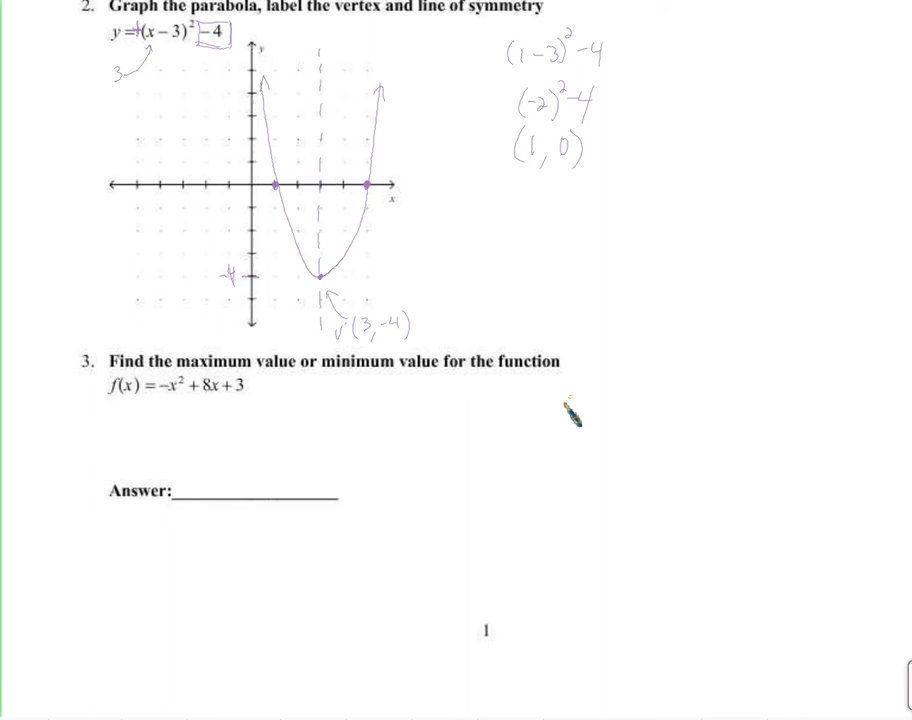 2. Graph the parabola, label the vertex and line of symmetry
y = +(x − 3)² − 4
3
y
x
-4
V (3, -4)
(1 - 3)² - 4
(-2)² - 4
(1, 0)
3. Find the maximum value or minimum value for the function
f(x) = −x² + 8x + 3
Answer:____________________
1